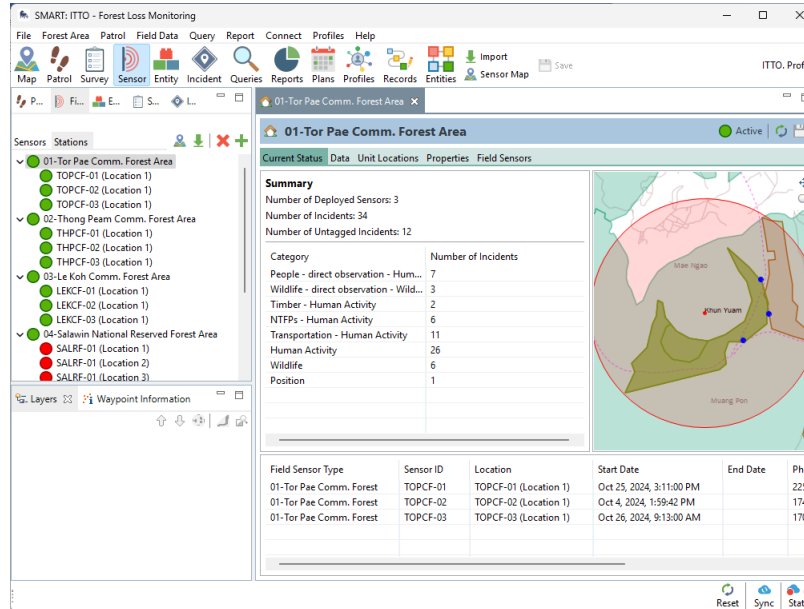 SMART: ITTO - Forest Loss Monitoring
File Forest Area Patrol Field Data Query Report Connect Profiles Help
Map Patrol Survey Sensor Entity Incident Queries Reports Plans Profiles Records Entities
Import
Sensor Map
Save
ITTO. Prof
P... Fi... E... S... I...
01-Tor Pae Comm. Forest Area
Sensors Stations
01-Tor Pae Comm. Forest Area
TOPCF-01 (Location 1)
TOPCF-02 (Location 1)
TOPCF-03 (Location 1)
02-Thong Peam Comm. Forest Area
THPCF-01 (Location 1)
THPCF-02 (Location 1)
THPCF-03 (Location 1)
03-Le Koh Comm. Forest Area
LEKCF-01 (Location 1)
LEKCF-02 (Location 1)
LEKCF-03 (Location 1)
04-Salawin National Reserved Forest Area
SALRF-01 (Location 1)
SALRF-01 (Location 2)
SALRF-01 (Location 3)
Layers Waypoint Information
01-Tor Pae Comm. Forest Area
Active
Current Status Data Unit Locations Properties Field Sensors
Summary
Number of Deployed Sensors: 3
Number of Incidents: 34
Number of Untagged Incidents: 12
Category Number of Incidents
People - direct observation - Hum... 7
Wildlife - direct observation - Wild... 3
Timber - Human Activity 2
NTFPs - Human Activity 6
Transportation - Human Activity 11
Human Activity 26
Wildlife 6
Position 1
Mae Ngao
Khun Yuam
Muang Pon
Field Sensor Type Sensor ID Location Start Date End Date Ph
01-Tor Pae Comm. Forest TOPCF-01 TOPCF-01 (Location 1) Oct 25, 2024, 3:11:00 PM 225
01-Tor Pae Comm. Forest TOPCF-02 TOPCF-02 (Location 1) Oct 4, 2024, 1:59:42 PM 174
01-Tor Pae Comm. Forest TOPCF-03 TOPCF-03 (Location 1) Oct 26, 2024, 9:13:00 AM 170
Reset Sync Stat